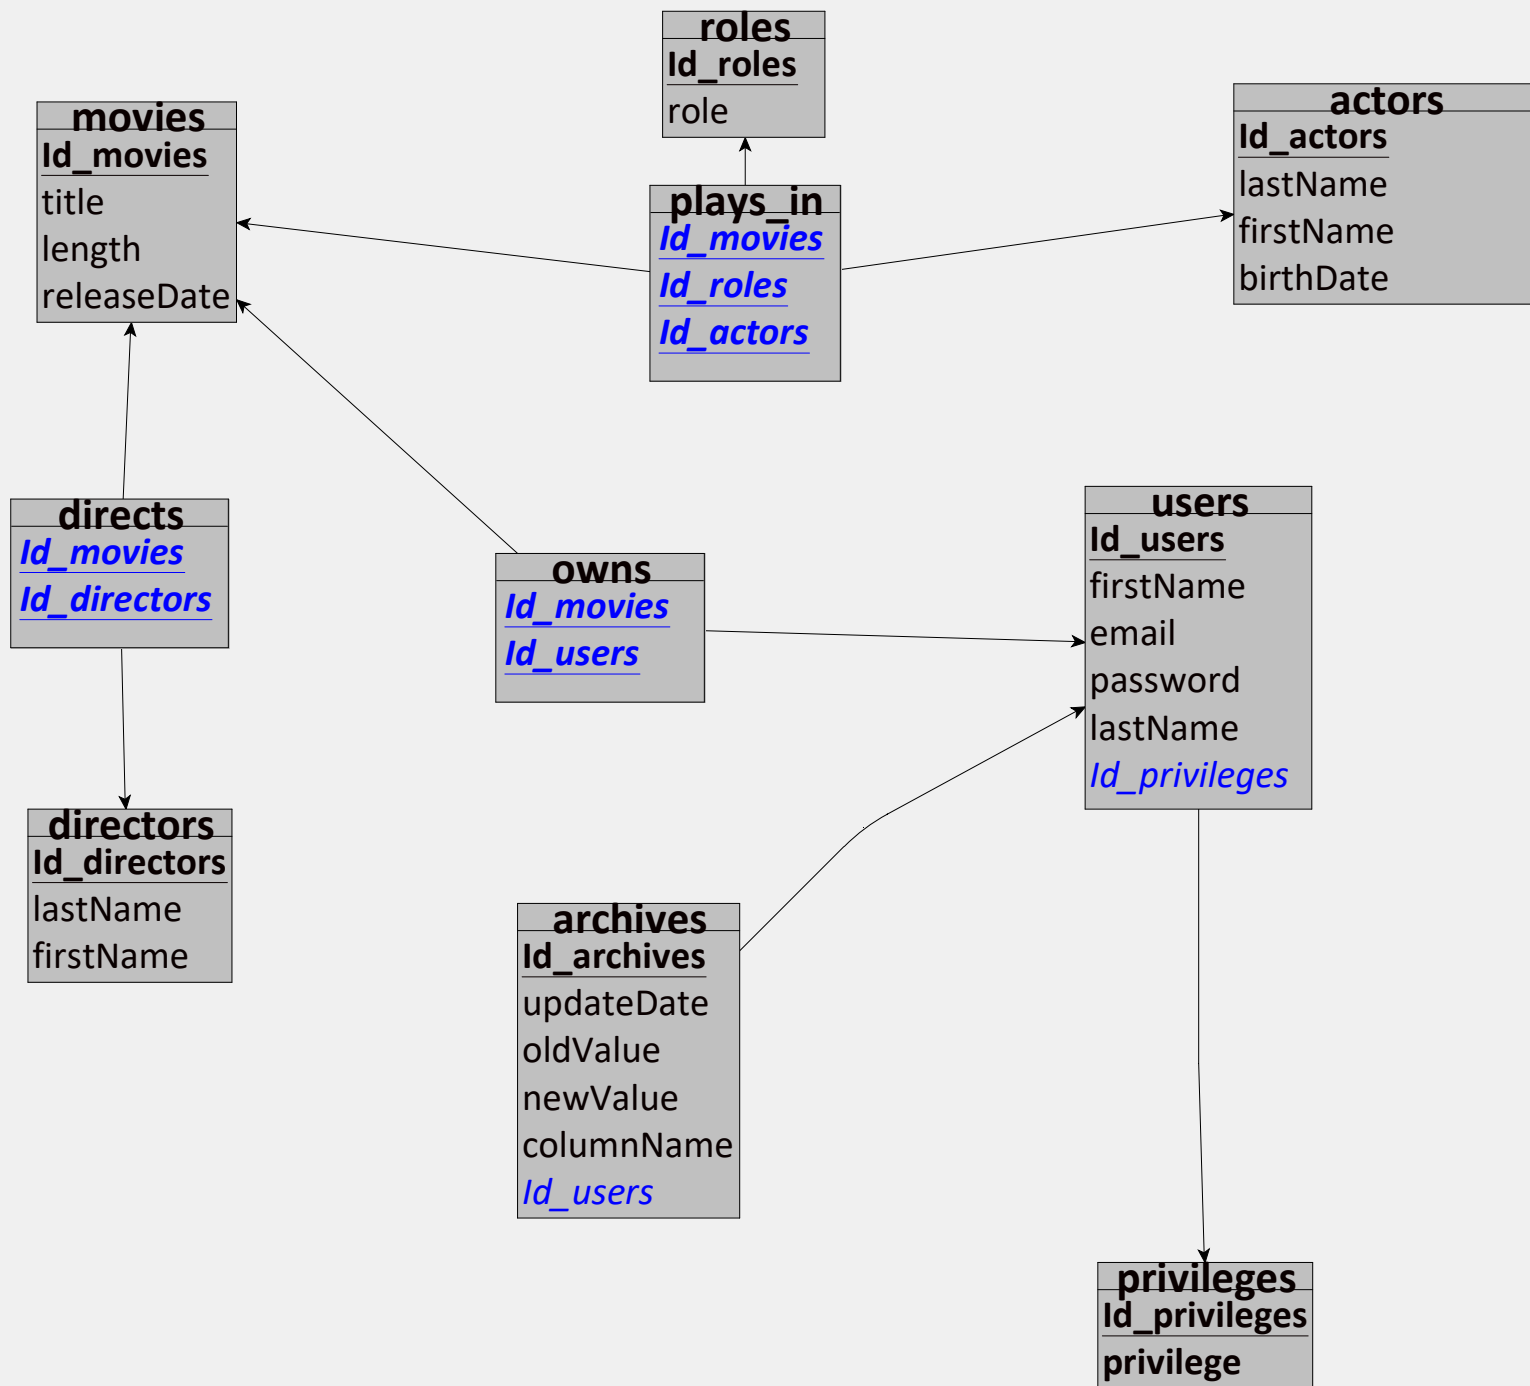 roles
Id_roles
role
movies
Id_movies
title
length
releaseDate
plays_in
Id_movies
Id_roles
Id_actors
actors
Id_actors
lastName
firstName
birthDate
directs
Id_movies
Id_directors
owns
Id_movies
Id_users
users
Id_users
firstName
email
password
lastName
Id_privileges
directors
Id_directors
lastName
firstName
archives
Id_archives
updateDate
oldValue
newValue
columnName
Id_users
privileges
Id_privileges
privilege